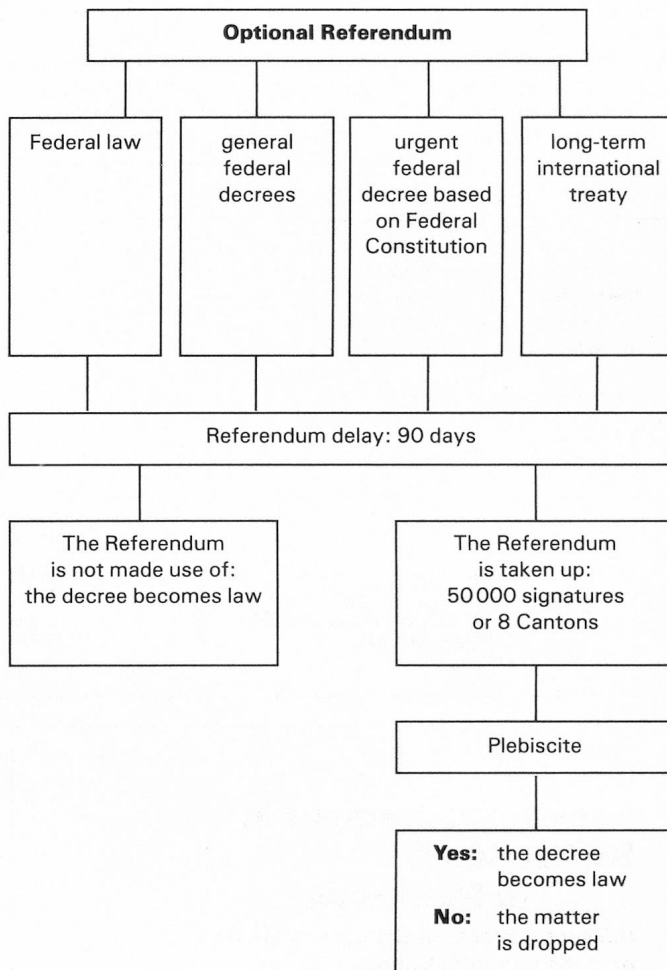 Optional Referendum
Federal law
general
federal
decrees
urgent
federal
decree based
on Federal
Constitution
long-term
international
treaty
Referendum delay: 90 days
The Referendum
is not made use of:
the decree becomes law
The Referendum
is taken up:
50 000 signatures
or 8 Cantons
Plebiscite
Yes: the decree
becomes law
No: the matter
is dropped